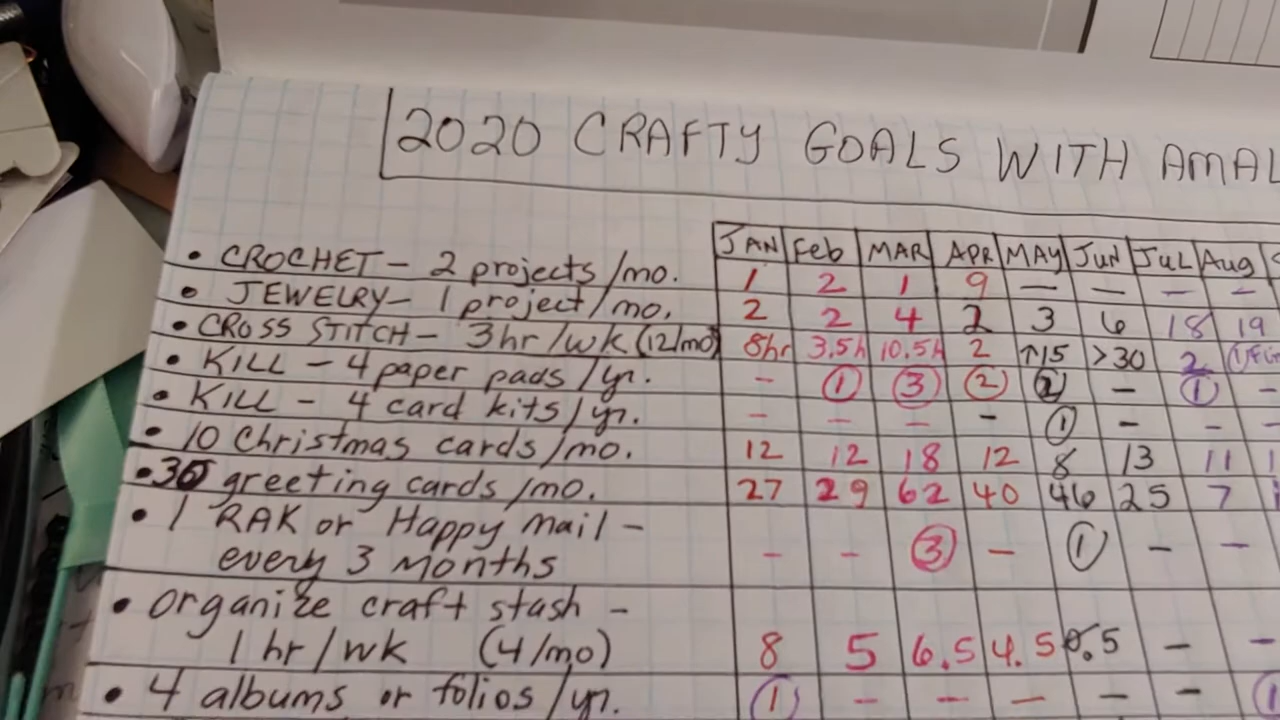 2020 CRAFTY GOALS WITH AMAL
JAN Feb MAR APR MAY Jun Jul Aug
• CROCHET - 2 projects/mo. 1 2 1 9 — — — —
• JEWELRY - 1 project/mo. 2 2 4 2 3 6 18 19
• CROSS STITCH - 3hr/wk (12/mo) 8hr 3.5h 10.5h 2 ↑15 >30 2 1
• KILL - 4 paper pads/yr. - 1 3 2 2 - 1 -
• KILL - 4 card kits/yr. - - - - 1 - - -
• 10 Christmas cards/mo. 12 12 18 12 8 13 11 1
• 30 greeting cards/mo. 27 29 62 40 46 25 7
• 1 RAK or Happy Mail -
every 3 Months - - 3 - 1 - -
• Organize craft stash -
1 hr/wk (4/mo) 8 5 6.5 4.5 0.5 - -
• 4 albums or folios/yr. 1 - - - - - 1